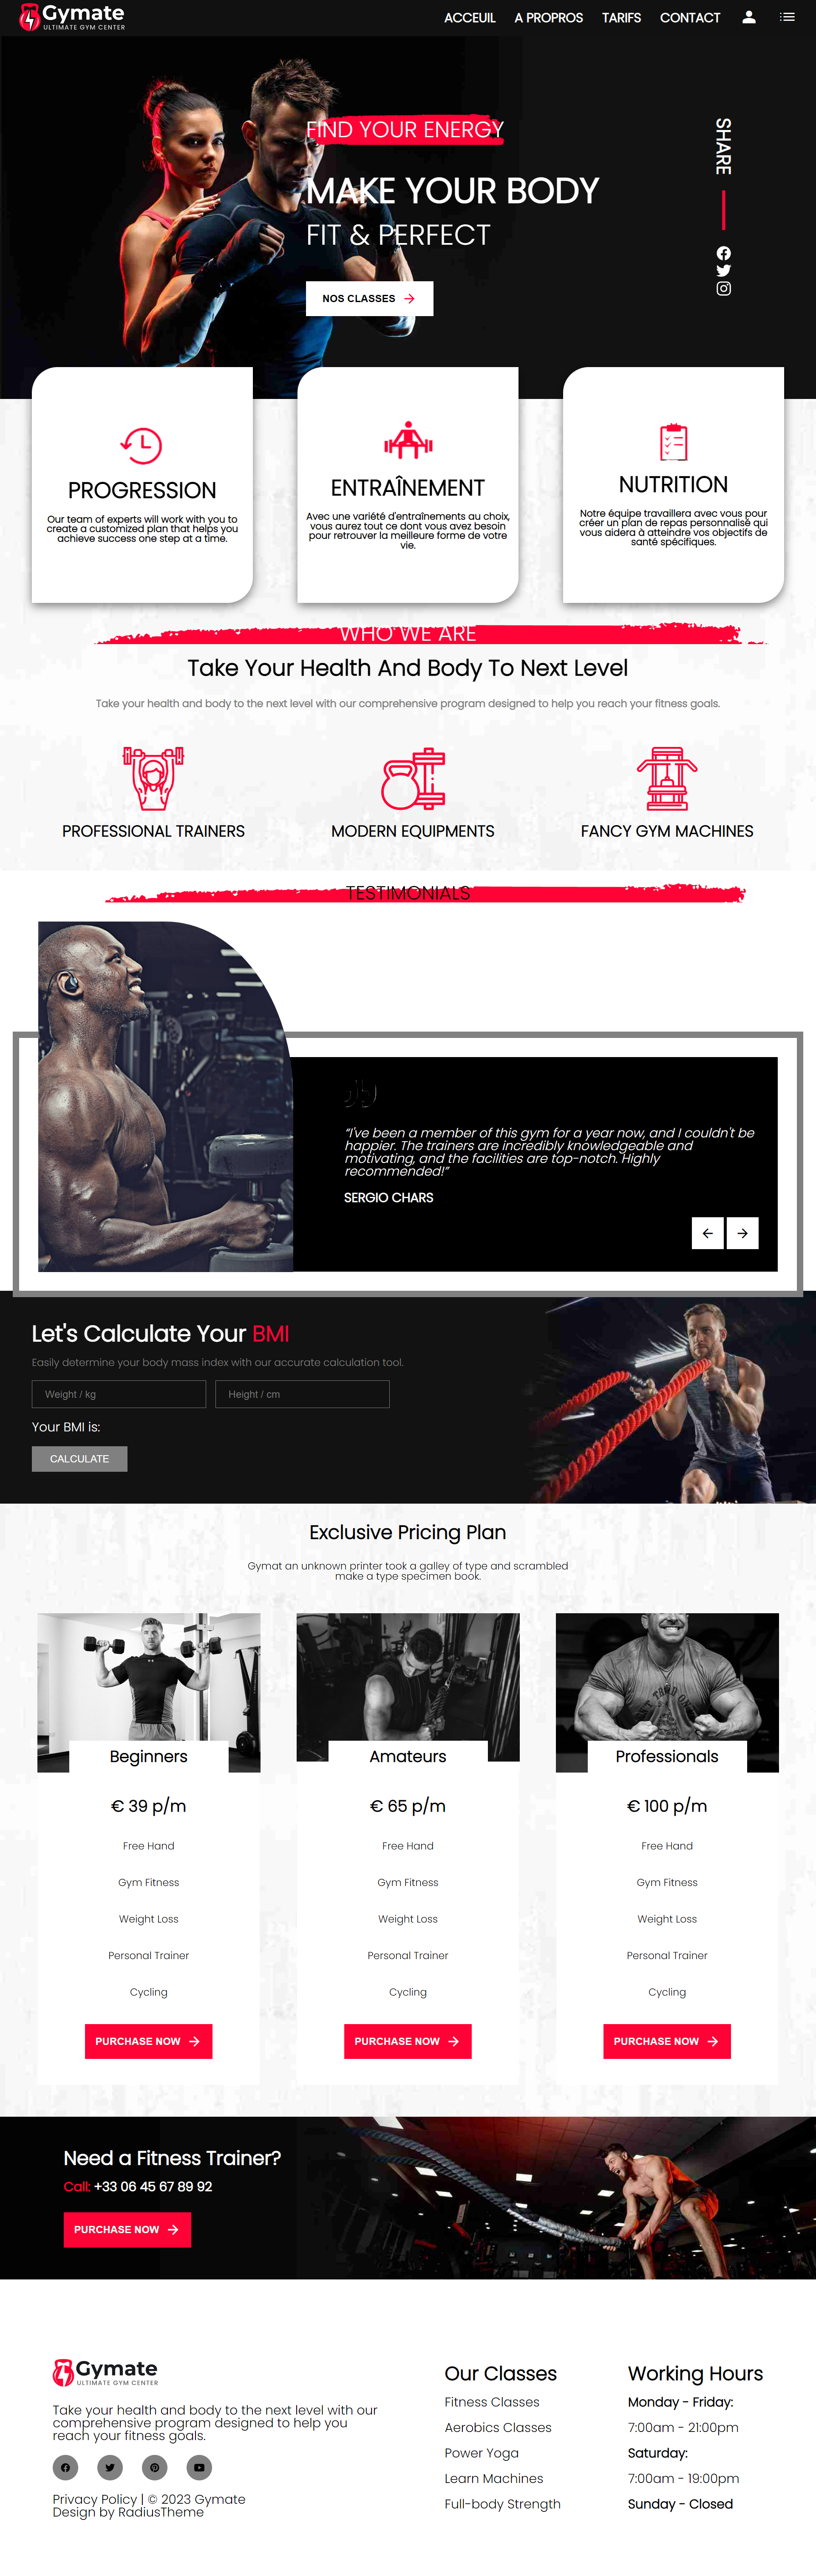 Gymate
ULTIMATE GYM CENTER
ACCEUIL A PROPROS TARIFS CONTACT
FIND YOUR ENERGY
MAKE YOUR BODY
FIT & PERFECT
NOS CLASSES
SHARE
PROGRESSION
Our team of experts will work with you to
create a customized plan that helps you
achieve success one step at a time.
ENTRAÎNEMENT
Avec une variété d'entraînements au choix,
vous aurez tout ce dont vous avez besoin
pour retrouver la meilleure forme de votre
vie.
NUTRITION
Notre équipe travaillera avec vous pour
créer un plan de repas personnalisé qui
vous aidera à atteindre vos objectifs de
santé spécifiques.
WHO WE ARE
Take Your Health And Body To Next Level
Take your health and body to the next level with our comprehensive program designed to help you reach your fitness goals.
PROFESSIONAL TRAINERS
MODERN EQUIPMENTS
FANCY GYM MACHINES
TESTIMONIALS
“I've been a member of this gym for a year now, and I couldn't be
happier. The trainers are incredibly knowledgeable and
motivating, and the facilities are top-notch. Highly
recommended!”
SERGIO CHARS
Let's Calculate Your BMI
Easily determine your body mass index with our accurate calculation tool.
Weight / kg
Height / cm
Your BMI is:
CALCULATE
Exclusive Pricing Plan
Gymat an unknown printer took a galley of type and scrambled
make a type specimen book.
Beginners
€ 39 p/m
Free Hand
Gym Fitness
Weight Loss
Personal Trainer
Cycling
PURCHASE NOW
Amateurs
€ 65 p/m
Free Hand
Gym Fitness
Weight Loss
Personal Trainer
Cycling
PURCHASE NOW
Professionals
€ 100 p/m
Free Hand
Gym Fitness
Weight Loss
Personal Trainer
Cycling
PURCHASE NOW
Need a Fitness Trainer?
Call: +33 06 45 67 89 92
PURCHASE NOW
Gymate
ULTIMATE GYM CENTER
Take your health and body to the next level with our
comprehensive program designed to help you
reach your fitness goals.
Privacy Policy | © 2023 Gymate
Design by RadiusTheme
Our Classes
Fitness Classes
Aerobics Classes
Power Yoga
Learn Machines
Full-body Strength
Working Hours
Monday - Friday:
7:00am - 21:00pm
Saturday:
7:00am - 19:00pm
Sunday - Closed